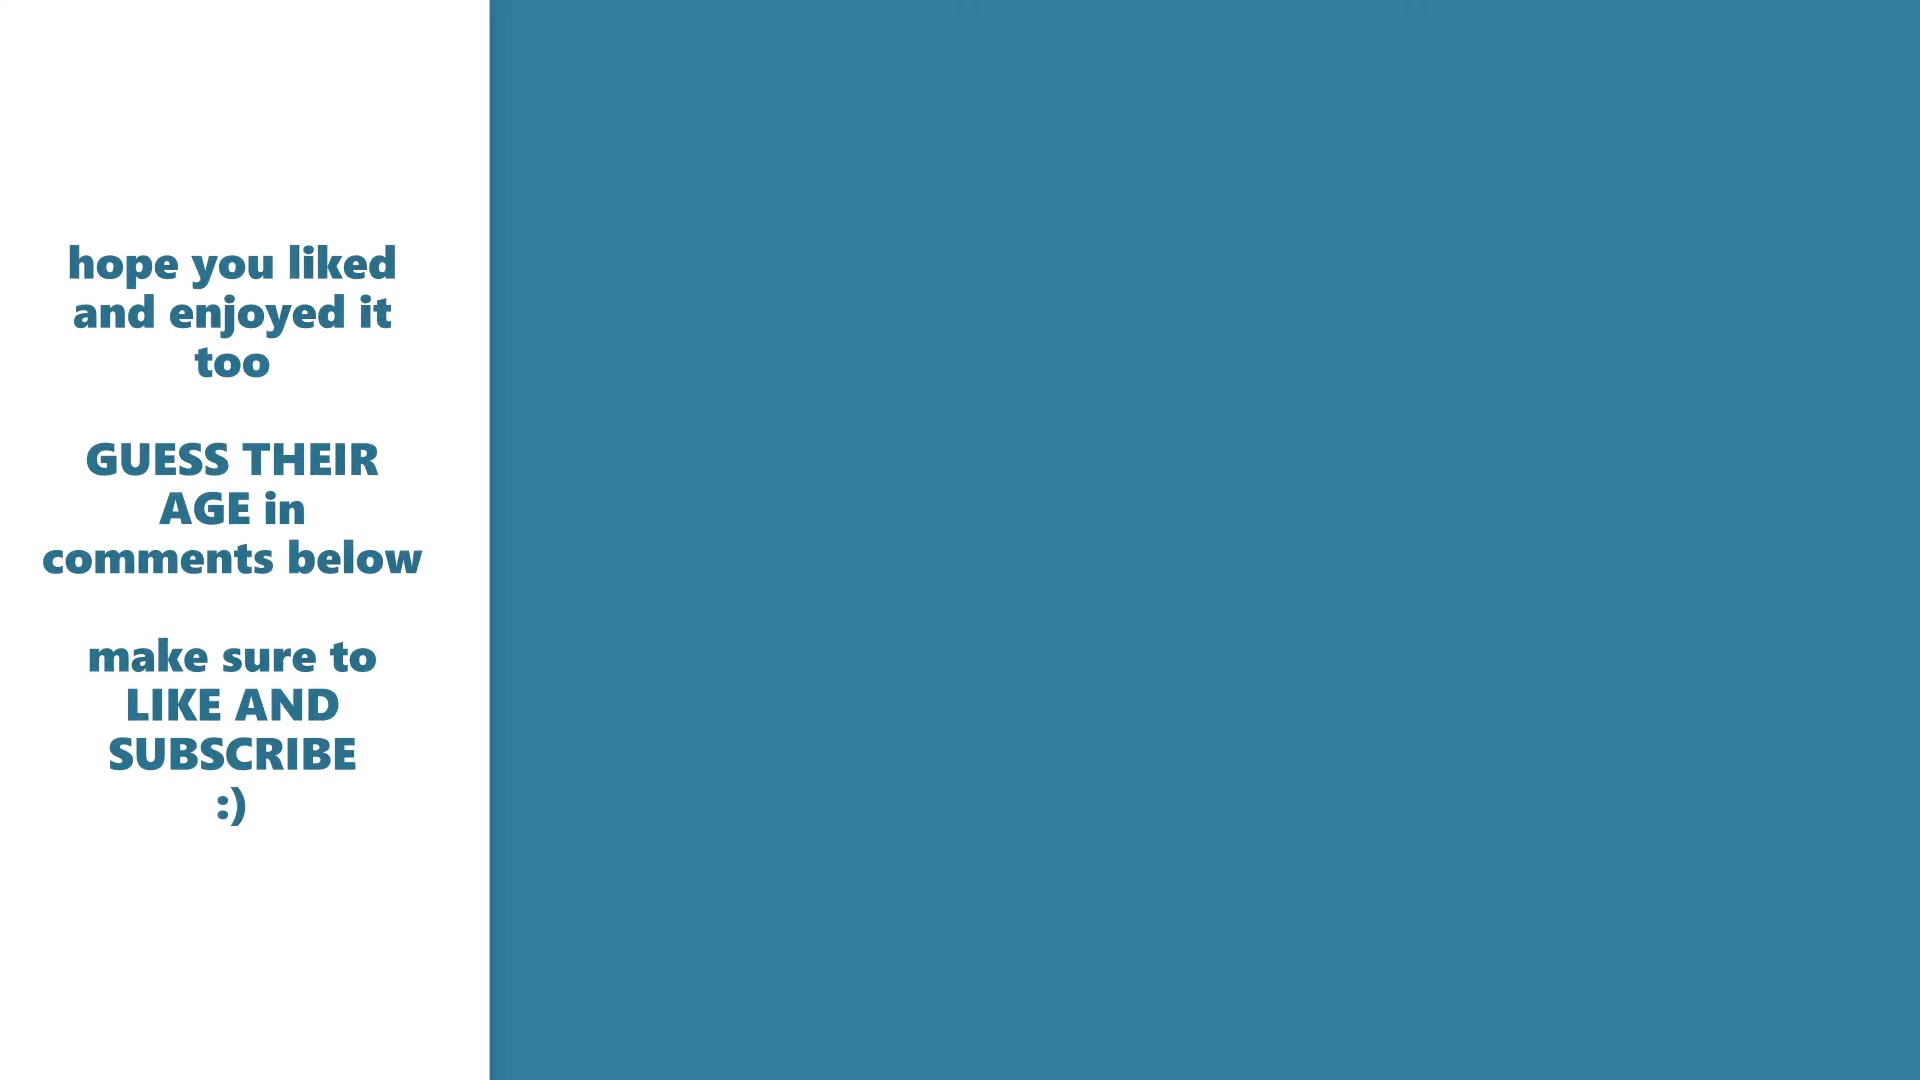 hope you liked
and enjoyed it
too
GUESS THEIR
AGE in
comments below
make sure to
LIKE AND
SUBSCRIBE
:)